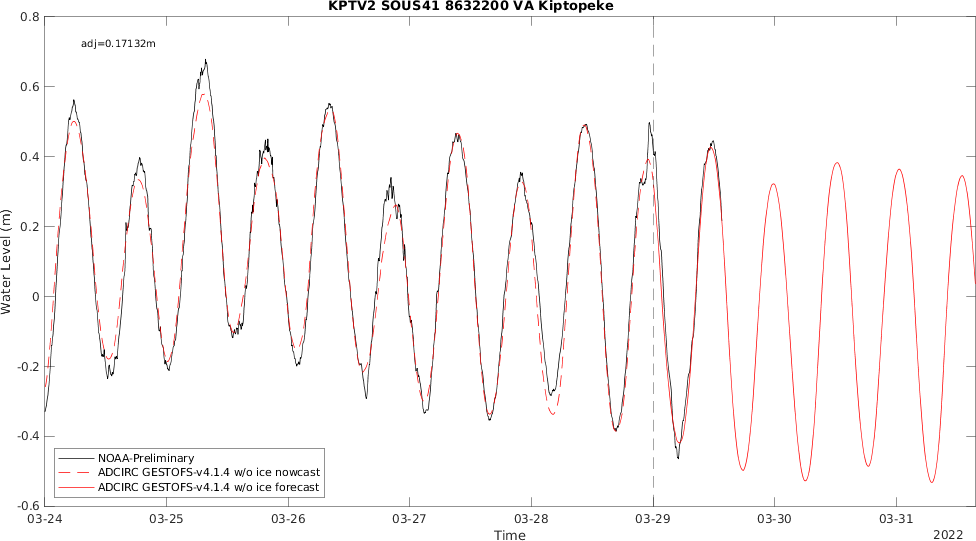 KPTV2 SOUS41 8632200 VA Kiptopeke
adj=0.17132m
0.8
0.6
0.4
0.2
0
-0.2
-0.4
-0.6
Water Level (m)
NOAA-Preliminary
ADCIRC GESTOFS-v4.1.4 w/o ice nowcast
ADCIRC GESTOFS-v4.1.4 w/o ice forecast
03-24 03-25 03-26 03-27 03-28 03-29 03-30 03-31
Time
2022